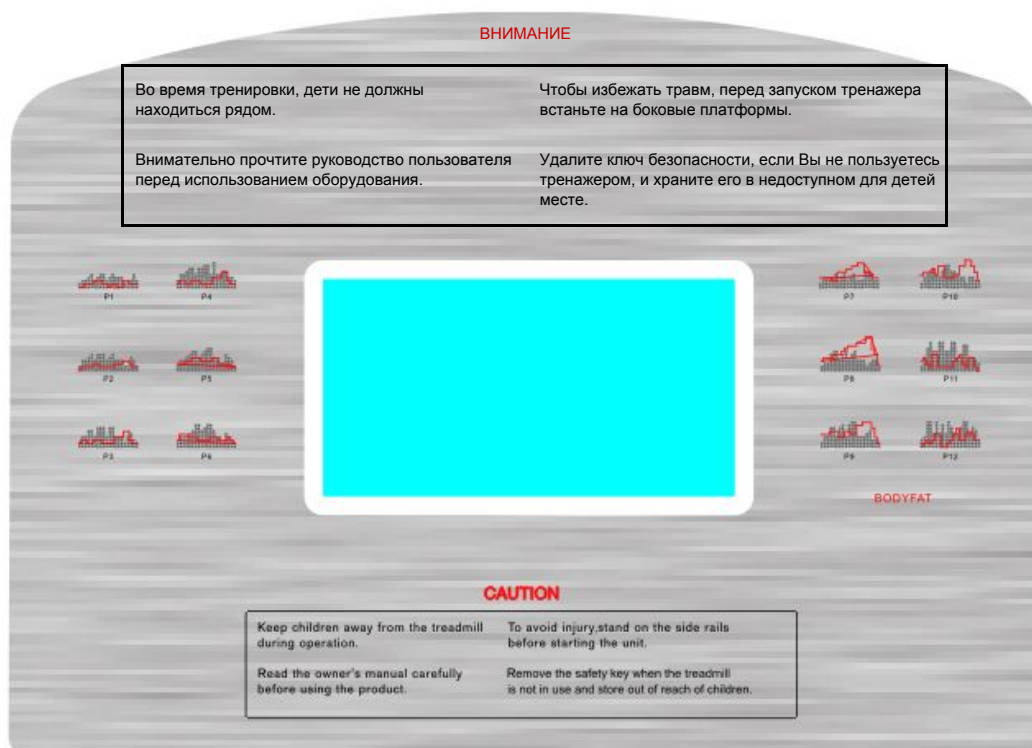 ВНИМАНИЕ
Во время тренировки, дети не должны
находиться рядом.
Чтобы избежать травм, перед запуском тренажера
встаньте на боковые платформы.
Внимательно прочтите руководство пользователя
перед использованием оборудования.
Удалите ключ безопасности, если Вы не пользуетесь
тренажером, и храните его в недоступном для детей
месте.
P1
P4
P7
P10
P2
P5
P8
P11
P3
P6
P9
P12
BODYFAT
CAUTION
Keep children away from the treadmill
during operation.
To avoid injury,stand on the side rails
before starting the unit.
Read the owner's manual carefully
before using the product.
Remove the safety key when the treadmill
is not in use and store out of reach of children.